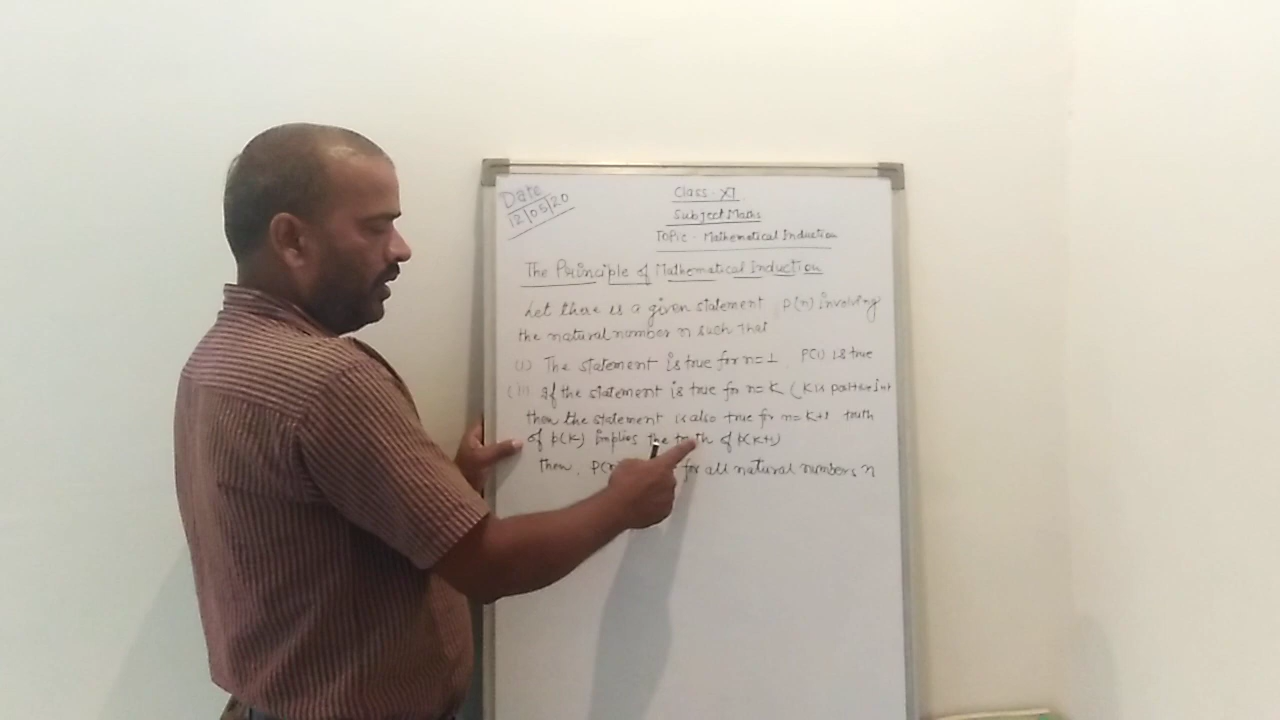 Date
12/05/20
Class - XI
Subject Maths
Topic - Mathematical Induction
The Principle of Mathematical Induction
Let there is a given statement P(n) involving
the natural number n such that
(i) The statement is true for n=1 P(1) is true
(ii) If the statement is true for n=k (k is positive Int
then the statement is also true for n=k+1 truth
of p(k) implies the truth of p(k+1)
then, for all natural numbers n